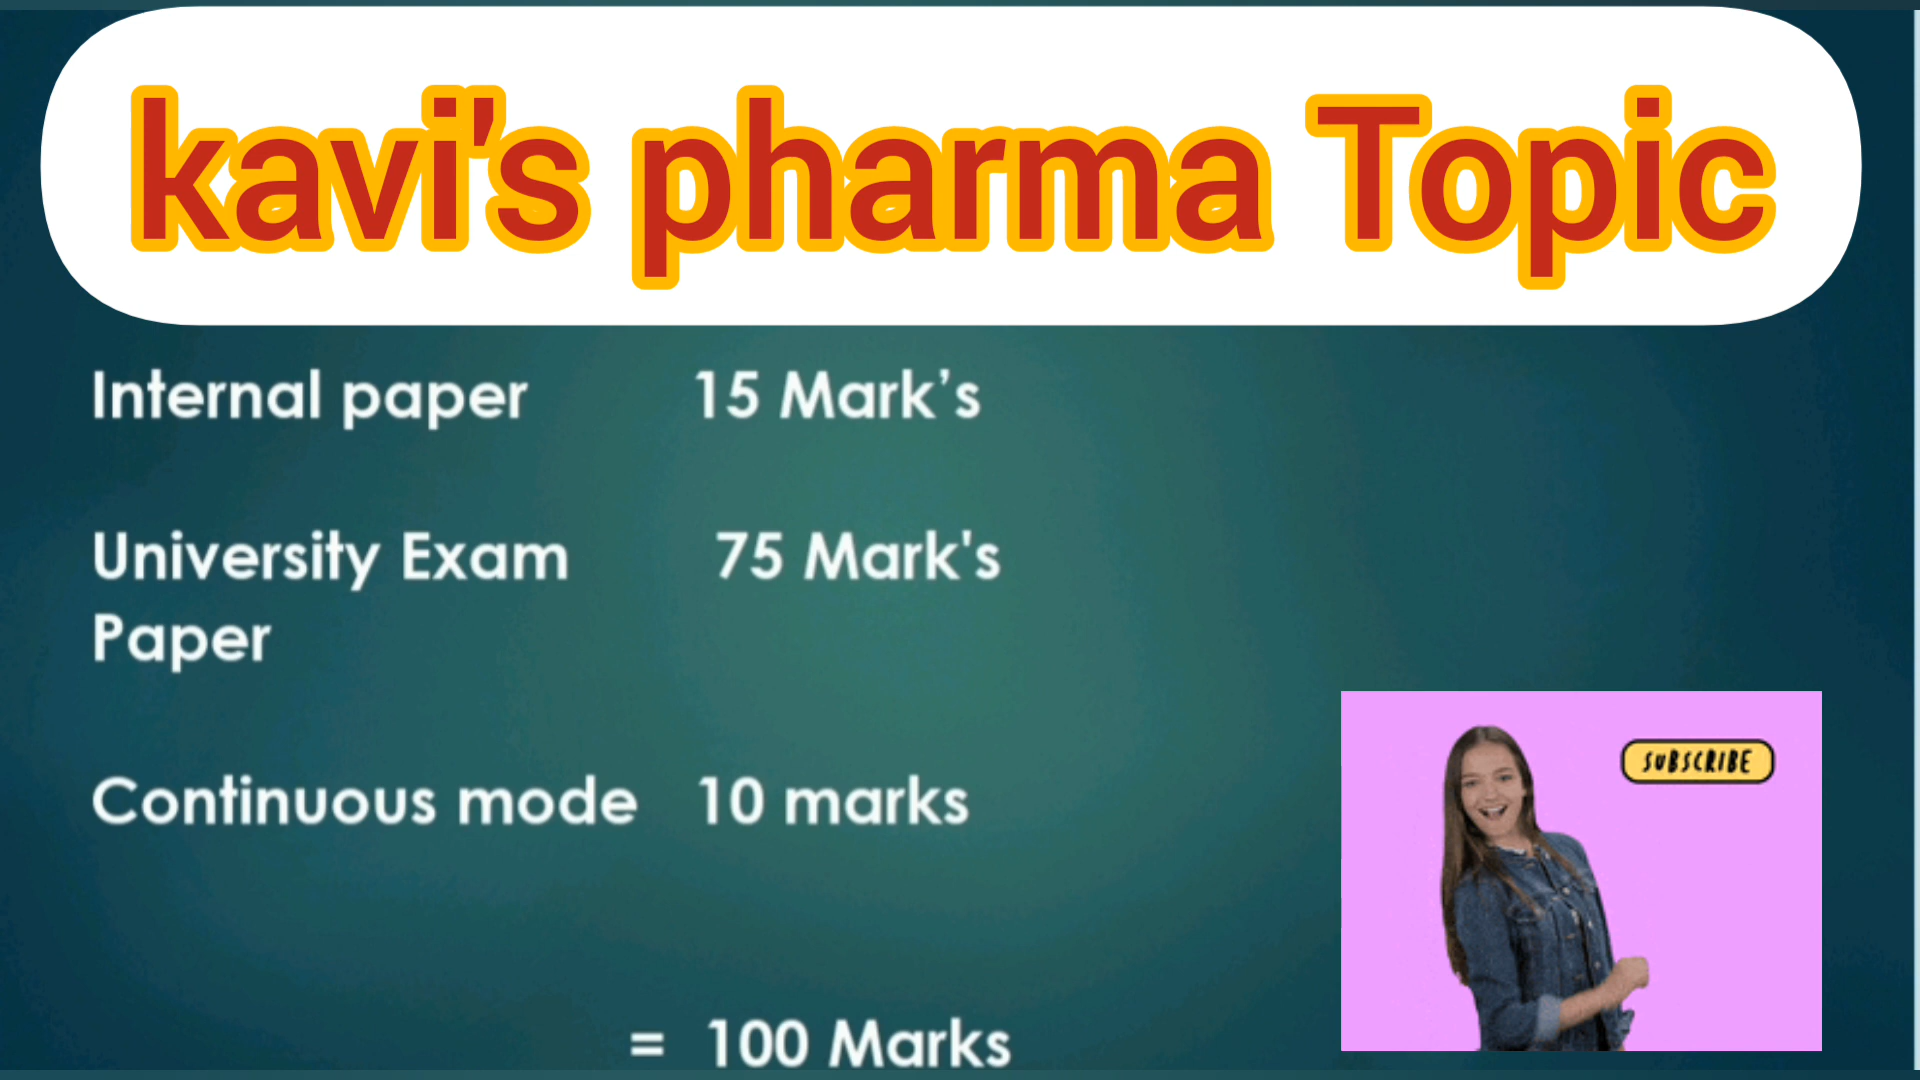 kavi's pharma Topic
Internal paper 15 Mark’s
University Exam 75 Mark's
Paper
Continuous mode 10 marks
SUBSCRIBE
= 100 Marks